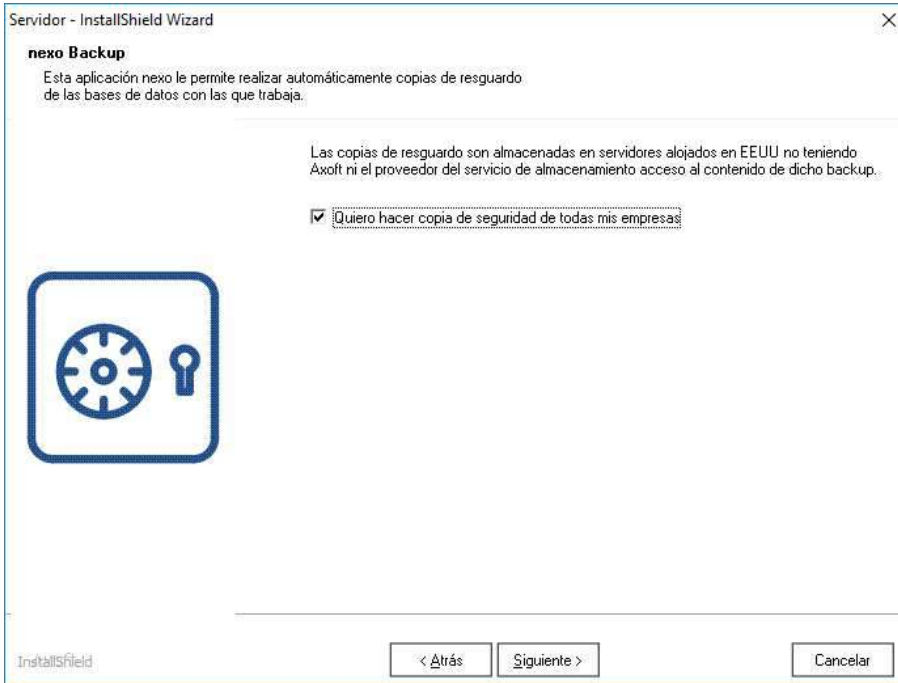 Servidor - InstallShield Wizard
nexo Backup
Esta aplicación nexo le permite realizar automáticamente copias de resguardo
de las bases de datos con las que trabaja.
Las copias de resguardo son almacenadas en servidores alojados en EEUU no teniendo
Axoft ni el proveedor del servicio de almacenamiento acceso al contenido de dicho backup.
Quiero hacer copia de seguridad de todas mis empresas
InstallShield
< Atrás
Siguiente >
Cancelar